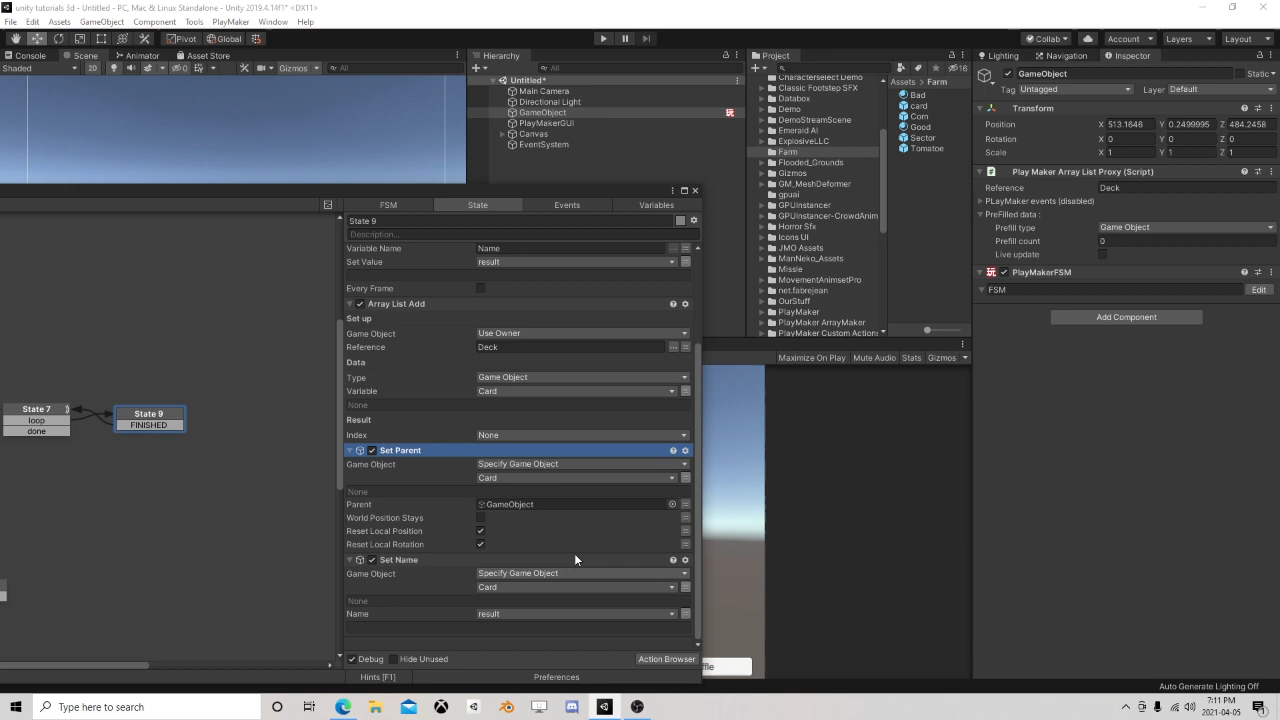 unity tutorials 3d - Untitled - PC, Mac & Linux Standalone - Unity 2019.4.14f1* <DX11>
File Edit Assets GameObject Component Tools PlayMaker Window Help
Pivot Global Collab Account Layers Layout
Console Scene Animator Asset Store
Shaded 2D 0 Gizmos All
Hierarchy
All
Untitled*
Main Camera
Directional Light
GameObject
PlayMakerGUI
Canvas
EventSystem
Project
16
Characterselect Demo
Classic Footstep SFX
Databox
Demo
DemoStreamScene
Emerald AI
ExplosiveLLC
Farm
Flooded_Grounds
Gizmos
GM_MeshDeformer
gpuai
GPUInstancer
GPUInstancer-CrowdAnim
Horror Sfx
Icons UI
JMO Assets
ManNeko_Assets
Missle
MovementAnimsetPro
net.fabrejean
OurStuff
PlayMaker
PlayMaker ArrayMaker
PlayMaker Custom Actions
Assets Farm
Bad
card
Com
Good
Sector
Tomatoe
Lighting Navigation Inspector
GameObject Static
Tag Untagged Layer Default
Transform
Position X 513.1646 Y 0.2499995 Z 484.2458
Rotation X 0 Y 0 Z 0
Scale X 1 Y 1 Z 1
Play Maker Array List Proxy (Script)
Reference Deck
PlayMaker events (disabled)
PreFilled data :
Prefill type Game Object
Prefill count 0
Live update
PlayMakerFSM
FSM Edit
Add Component
FSM State Events Variables
State 9
Description...
Variable Name Name
Set Value result
Every Frame
Array List Add
Set up
Game Object Use Owner
Reference Deck
Data
Type Game Object
Variable Card
None
Result
Index None
Set Parent
Game Object Specify Game Object
Card
None
Parent GameObject
World Position Stays
Reset Local Position
Reset Local Rotation
Set Name
Game Object Specify Game Object
Card
None
Name result
Debug Hide Unused Action Browser
Hints [F1] Preferences
State 7
loop
done
State 9
FINISHED
Maximize On Play Mute Audio Stats Gizmos
ffle
Auto Generate Lighting Off
Type here to search
7:11 PM
2021-04-05